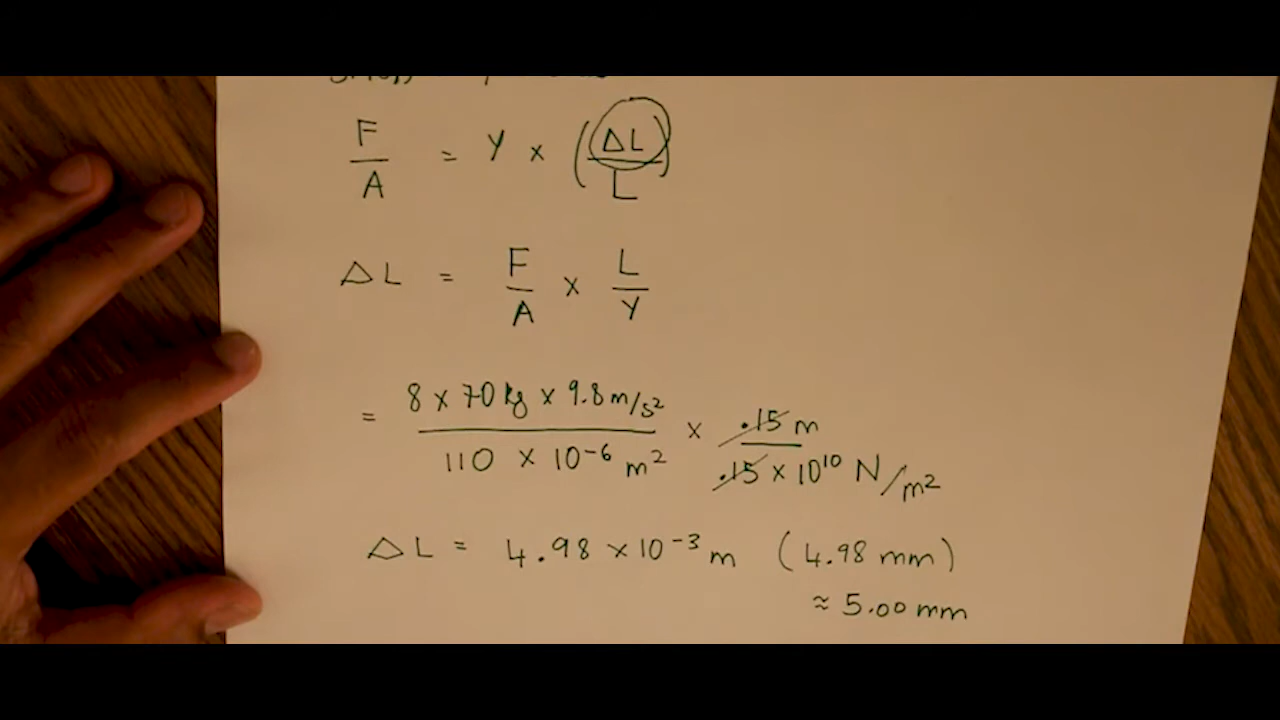 F/A = Y × (ΔL/L)
ΔL = F/A × L/Y
= 8 × 70 kg × 9.8 m/s² / 110 × 10⁻⁶ m² × .15 m / .15 × 10¹⁰ N/m²
ΔL = 4.98 × 10⁻³ m (4.98 mm)
≈ 5.00 mm